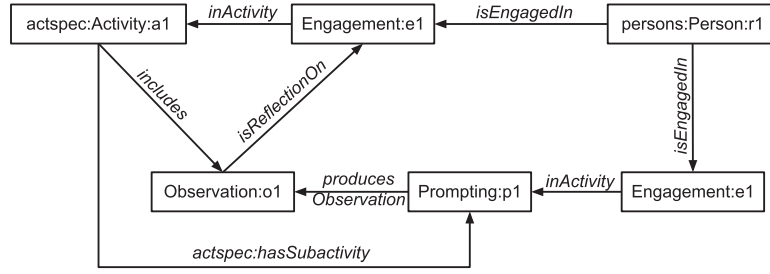 inActivity
isEngagedIn
actspec:Activity:a1
Engagement:e1
persons:Person:r1
includes
isReflectionOn
isEngagedIn
produces
inActivity
Observation:o1
Prompting:p1
Engagement:e1
Observation
actspec:hasSubactivity